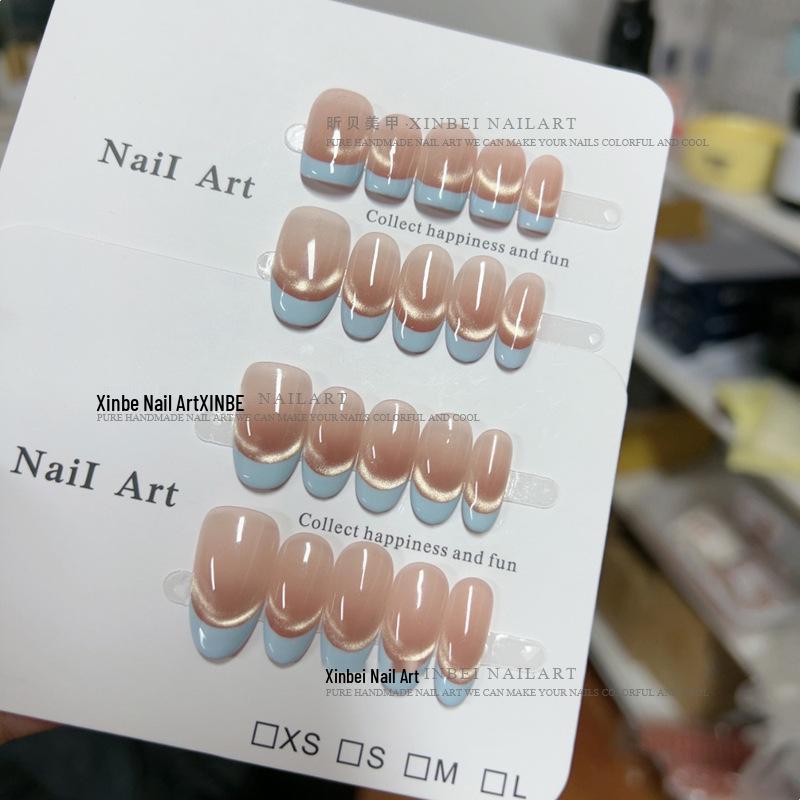 昕贝美甲·XINBEI NAILART
PURE HANDMADE NAIL ART WE CAN MAKE YOUR NAILS COLORFUL AND COOL
NaiI Art
Collect happiness and fun
Xinbe Nail ArtXINBE NAILART
PURE HANDMADE NAIL ART WE CAN MAKE YOUR NAILS COLORFUL AND COOL
NaiI Art
Collect happiness and fun
Xinbei Nail Art INBEI NAILART
PURE HANDMADE NAIL ART WE CAN MAKE YOUR NAILS COLORFUL AND COOL
☐XS ☐S ☐M ☐L